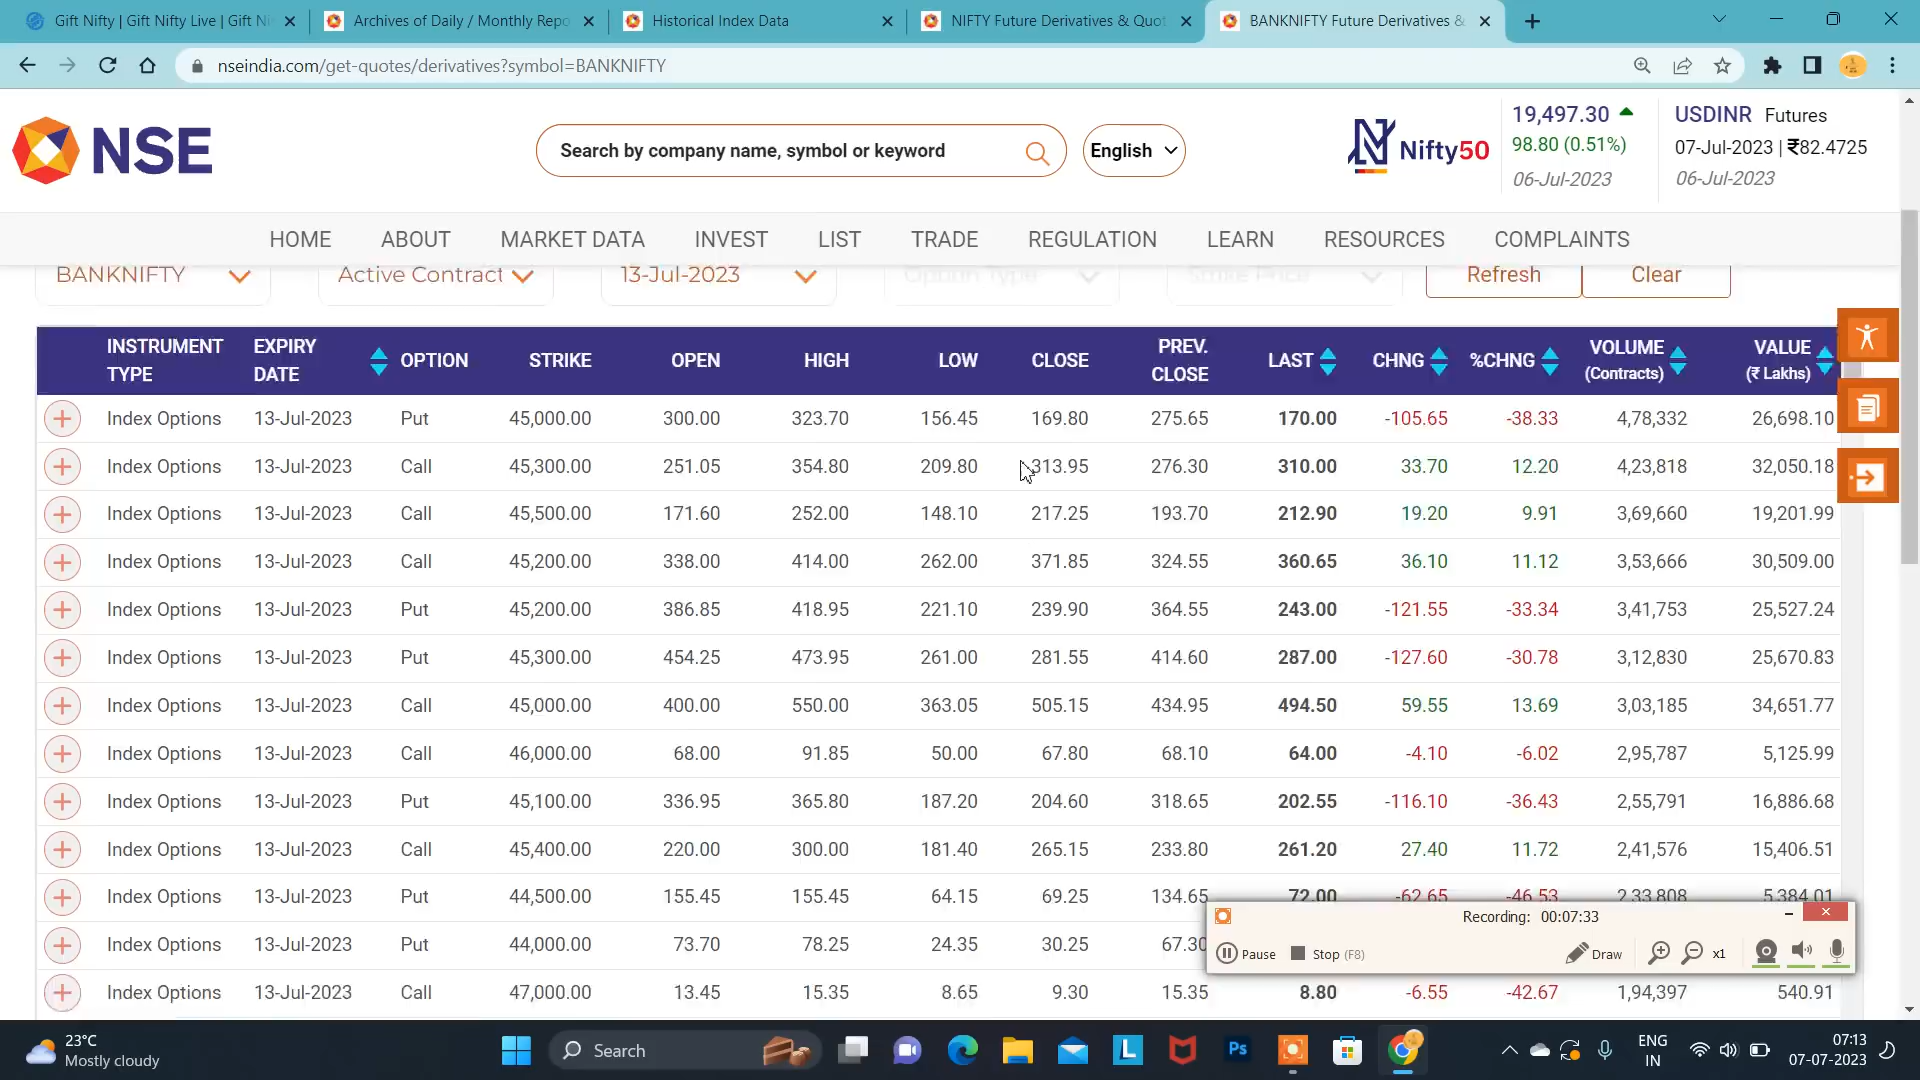 Gift Nifty | Gift Nifty Live | Gift Ni
Archives of Daily / Monthly Repo
Historical Index Data
NIFTY Future Derivatives & Quot
BANKNIFTY Future Derivatives &
nseindia.com/get-quotes/derivatives?symbol=BANKNIFTY
NSE
Search by company name, symbol or keyword
English
Nifty50
19,497.30
98.80 (0.51%)
06-Jul-2023
USDINR Futures
07-Jul-2023 | ₹82.4725
06-Jul-2023
HOME ABOUT MARKET DATA INVEST LIST TRADE REGULATION LEARN RESOURCES COMPLAINTS
BANKNIFTY Active Contract 13-Jul-2023 Option Type Strike Price Refresh Clear
INSTRUMENT TYPE EXPIRY DATE OPTION STRIKE OPEN HIGH LOW CLOSE PREV. CLOSE LAST CHNG %CHNG VOLUME (Contracts) VALUE (₹ Lakhs)
Index Options 13-Jul-2023 Put 45,000.00 300.00 323.70 156.45 169.80 275.65 170.00 -105.65 -38.33 4,78,332 26,698.10
Index Options 13-Jul-2023 Call 45,300.00 251.05 354.80 209.80 313.95 276.30 310.00 33.70 12.20 4,23,818 32,050.18
Index Options 13-Jul-2023 Call 45,500.00 171.60 252.00 148.10 217.25 193.70 212.90 19.20 9.91 3,69,660 19,201.99
Index Options 13-Jul-2023 Call 45,200.00 338.00 414.00 262.00 371.85 324.55 360.65 36.10 11.12 3,53,666 30,509.00
Index Options 13-Jul-2023 Put 45,200.00 386.85 418.95 221.10 239.90 364.55 243.00 -121.55 -33.34 3,41,753 25,527.24
Index Options 13-Jul-2023 Put 45,300.00 454.25 473.95 261.00 281.55 414.60 287.00 -127.60 -30.78 3,12,830 25,670.83
Index Options 13-Jul-2023 Call 45,000.00 400.00 550.00 363.05 505.15 434.95 494.50 59.55 13.69 3,03,185 34,651.77
Index Options 13-Jul-2023 Call 46,000.00 68.00 91.85 50.00 67.80 68.10 64.00 -4.10 -6.02 2,95,787 5,125.99
Index Options 13-Jul-2023 Put 45,100.00 336.95 365.80 187.20 204.60 318.65 202.55 -116.10 -36.43 2,55,791 16,886.68
Index Options 13-Jul-2023 Call 45,400.00 220.00 300.00 181.40 265.15 233.80 261.20 27.40 11.72 2,41,576 15,406.51
Index Options 13-Jul-2023 Put 44,500.00 155.45 155.45 64.15 69.25 134.65 72.00 -62.65 -46.53 2,33,808 5,384.01
Index Options 13-Jul-2023 Put 44,000.00 73.70 78.25 24.35 30.25 67.30
Index Options 13-Jul-2023 Call 47,000.00 13.45 15.35 8.65 9.30 15.35 8.80 -6.55 -42.67 1,94,397 540.91
Recording: 00:07:33
Pause Stop (F8) Draw x1
23°C
Mostly cloudy
Search
ENG
IN
07:13
07-07-2023